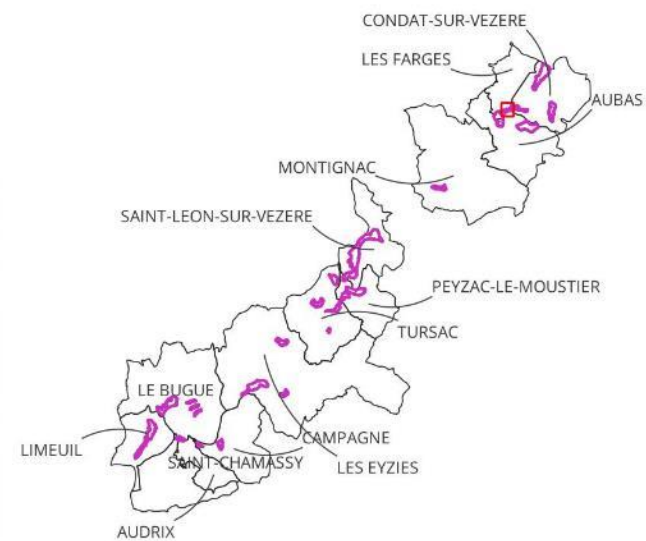 CONDAT-SUR-VEZERE
LES FARGES
AUBAS
MONTIGNAC
SAINT-LEON-SUR-VEZERE
PEYZAC-LE-MOUSTIER
TURSAC
LE BUGUE
CAMPAGNE
LIMEUIL
SAINT-CHAMASSY
LES EYZIES
AUDRIX